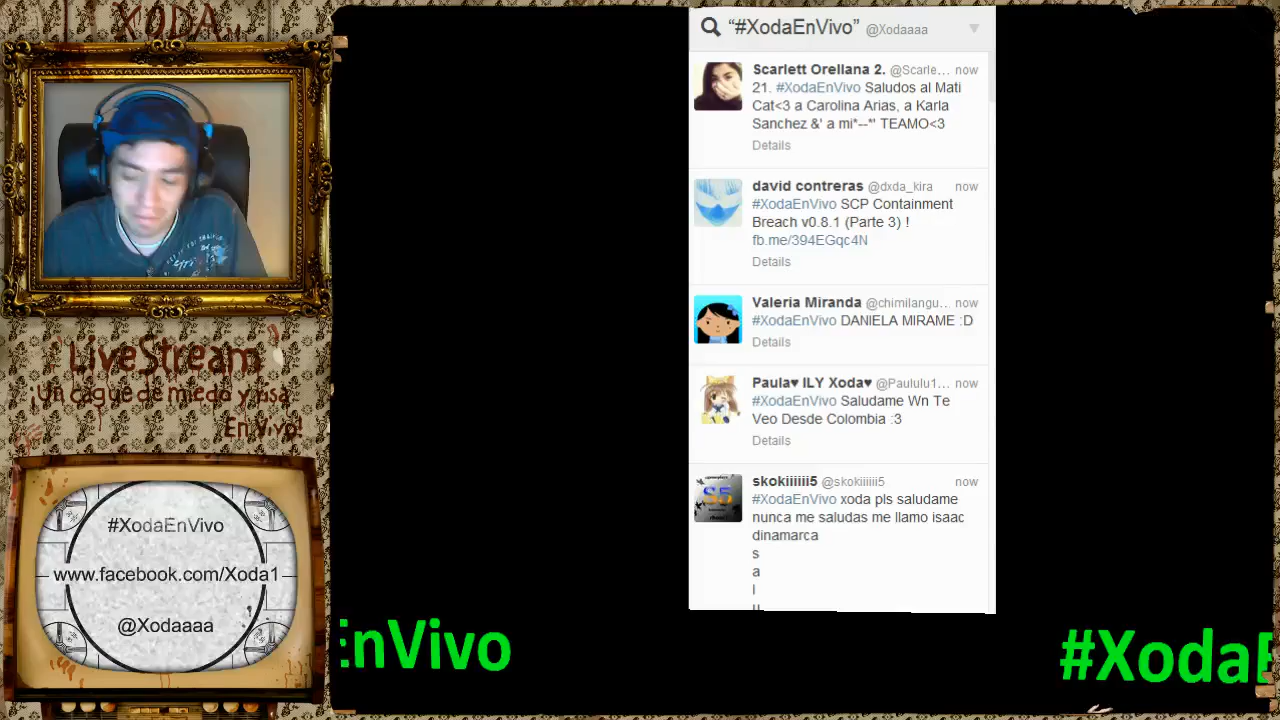 XODA
LiveStream
Un cague de miedo y risa
En Vivo!
#XodaEnVivo
www.facebook.com/Xoda1
@Xodaaaa
“#XodaEnVivo” @Xodaaaa
Scarlett Orellana 2. @Scarle... now
21. #XodaEnVivo Saludos al Mati
Cat<3 a Carolina Arias, a Karla
Sanchez &' a mi*--*' TEAMO<3
Details
david contreras @dxda_kira now
#XodaEnVivo SCP Containment
Breach v0.8.1 (Parte 3) !
fb.me/394EGqc4N
Details
Valeria Miranda @chimilangu... now
#XodaEnVivo DANIELA MIRAME :D
Details
Paula♥ ILY Xoda♥ @Paululu1... now
#XodaEnVivo Saludame Wn Te
Veo Desde Colombia :3
Details
skokiiiiii5 @skokiiiiii5 now
#XodaEnVivo xoda pls saludame
nunca me saludas me llamo isaac
dinamarca
s
a
l
u
EnVivo
#XodaE